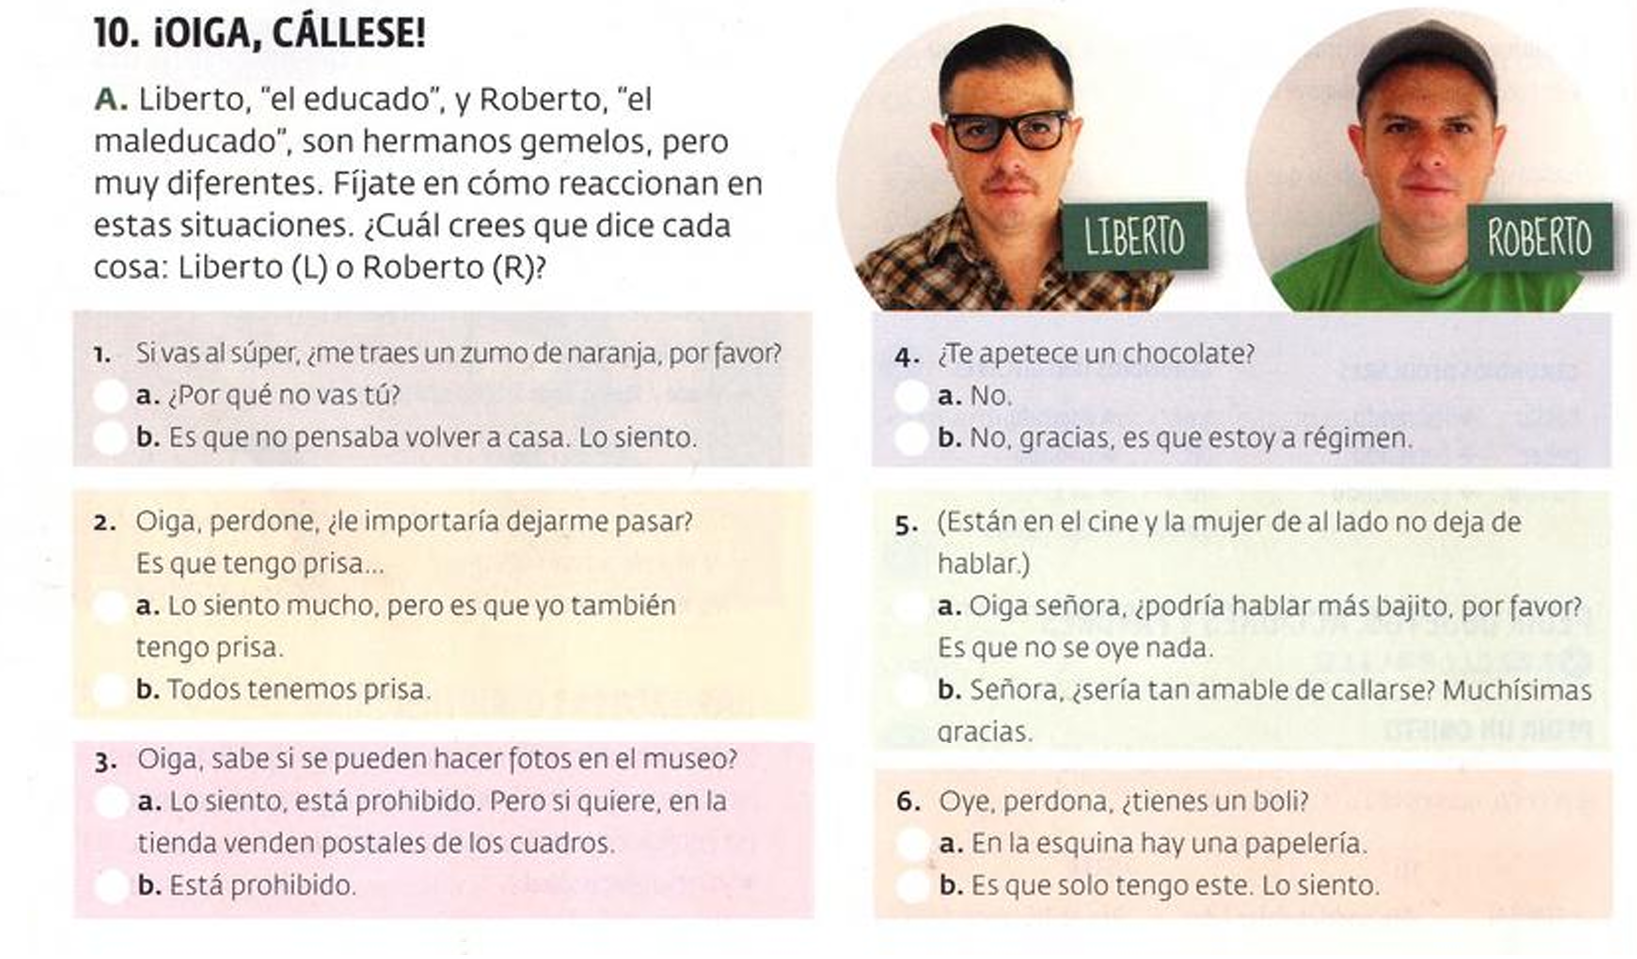 10. ¡OIGA, CÁLLESE!
A. Liberto, “el educado”, y Roberto, “el
maleducado”, son hermanos gemelos, pero
muy diferentes. Fíjate en cómo reaccionan en
estas situaciones. ¿Cuál crees que dice cada
cosa: Liberto (L) o Roberto (R)?
LIBERTO
ROBERTO
1. Si vas al súper, ¿me traes un zumo de naranja, por favor?
a. ¿Por qué no vas tú?
b. Es que no pensaba volver a casa. Lo siento.
2. Oiga, perdone, ¿le importaría dejarme pasar?
Es que tengo prisa...
a. Lo siento mucho, pero es que yo también
tengo prisa.
b. Todos tenemos prisa.
3. Oiga, sabe si se pueden hacer fotos en el museo?
a. Lo siento, está prohibido. Pero si quiere, en la
tienda venden postales de los cuadros.
b. Está prohibido.
4. ¿Te apetece un chocolate?
a. No.
b. No, gracias, es que estoy a régimen.
5. (Están en el cine y la mujer de al lado no deja de
hablar.)
a. Oiga señora, ¿podría hablar más bajito, por favor?
Es que no se oye nada.
b. Señora, ¿sería tan amable de callarse? Muchísimas
gracias.
6. Oye, perdona, ¿tienes un boli?
a. En la esquina hay una papelería.
b. Es que solo tengo este. Lo siento.